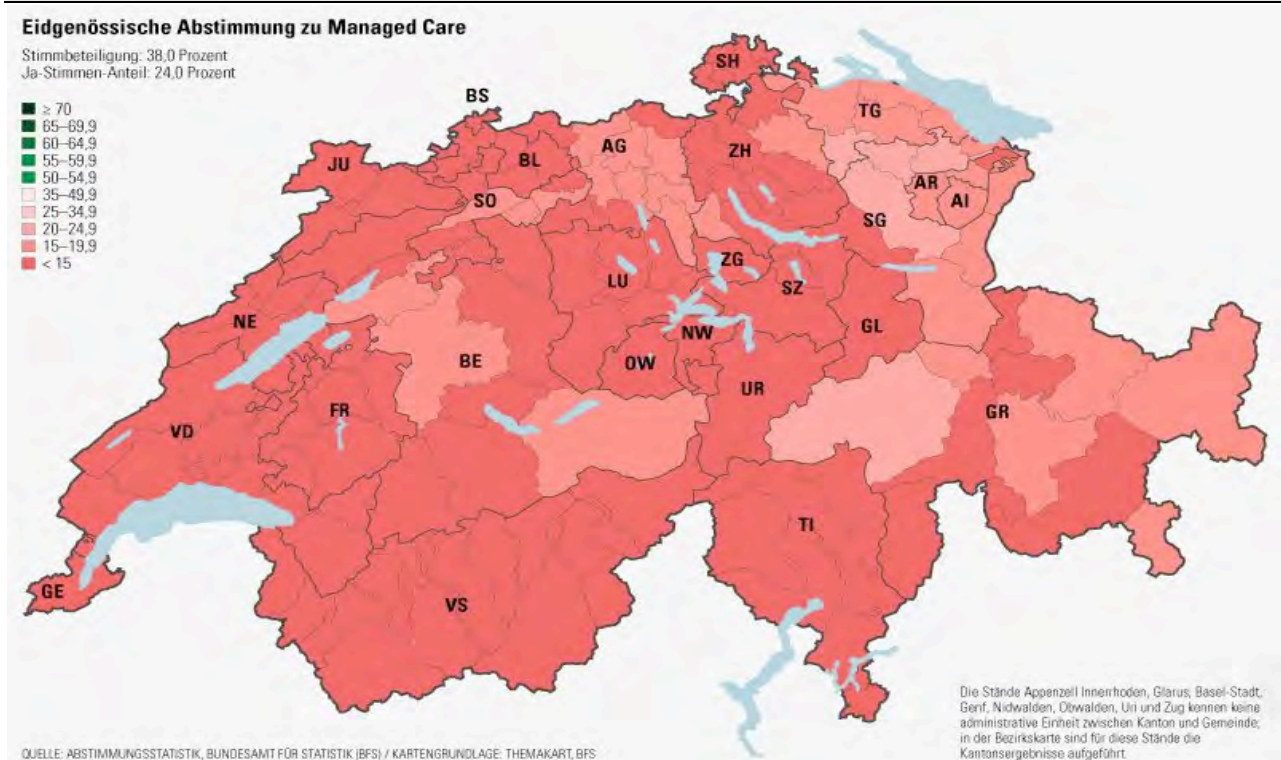 Eidgenössische Abstimmung zu Managed Care
Stimmbeteiligung: 38,0 Prozent
Ja-Stimmen-Anteil: 24,0 Prozent
≥ 70
65–69,9
60–64,9
55–59,9
50–54,9
35–49,9
25–34,9
20–24,9
15–19,9
< 15
SH
BS
TG
AG
JU
BL
ZH
AR
AI
SO
SG
ZG
LU
SZ
NE
NW
GL
BE
OW
UR
FR
GR
VD
TI
GE
VS
Die Stände Appenzell Innerrhoden, Glarus, Basel-Stadt,
Genf, Nidwalden, Obwalden, Uri und Zug kennen keine
administrative Einheit zwischen Kanton und Gemeinde;
in der Bezirkskarte sind für diese Stände die
Kantonsergebnisse aufgeführt.
QUELLE: ABSTIMMUNGSSTATISTIK, BUNDESAMT FÜR STATISTIK (BFS) / KARTENGRUNDLAGE: THEMAKART, BFS